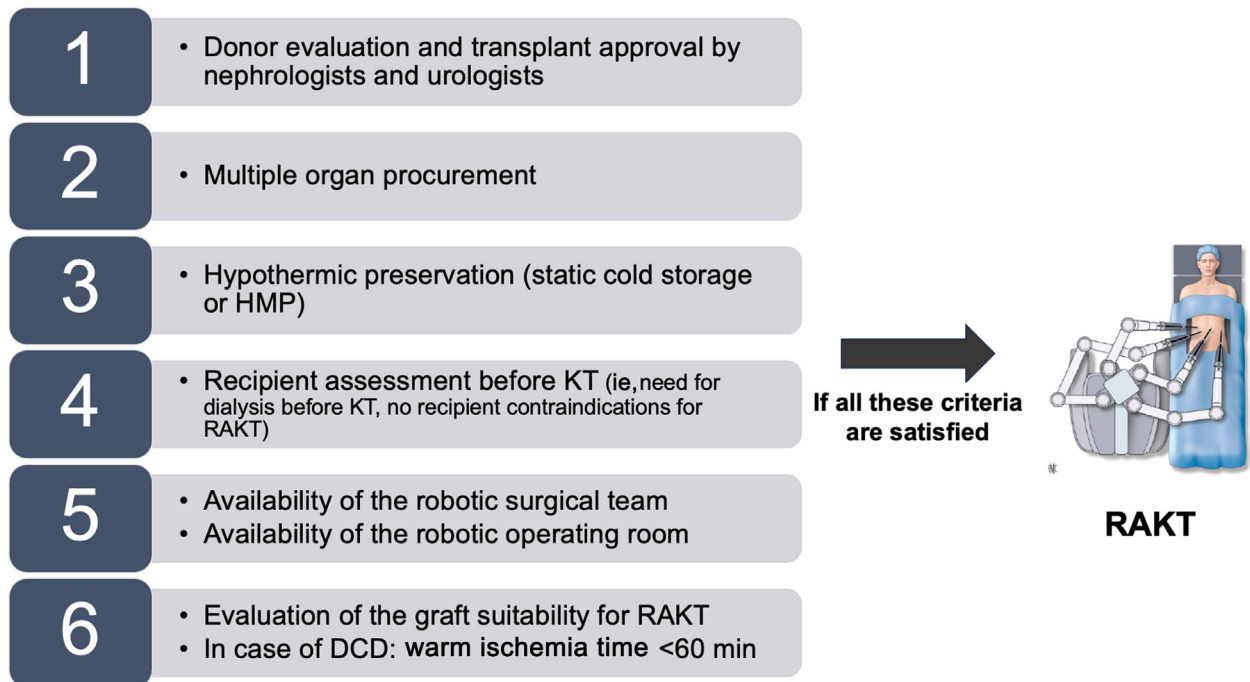 1
• Donor evaluation and transplant approval by
nephrologists and urologists
2
• Multiple organ procurement
3
• Hypothermic preservation (static cold storage
or HMP)
4
• Recipient assessment before KT (ie, need for
dialysis before KT, no recipient contraindications for
RAKT)
5
• Availability of the robotic surgical team
• Availability of the robotic operating room
6
• Evaluation of the graft suitability for RAKT
• In case of DCD: warm ischemia time <60 min
If all these criteria
are satisfied
RAKT